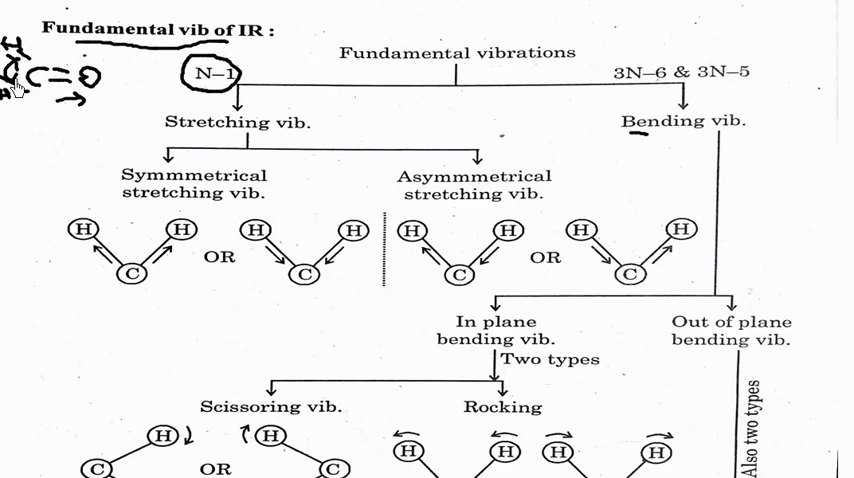 Fundamental vib of IR :
Fundamental vibrations
C=O
N–1
3N–6 & 3N–5
Stretching vib.
Bending vib.
Symmmetrical
stretching vib.
Asymmmetrical
stretching vib.
H H OR H H H H OR H H
C C C C
In plane
bending vib.
Out of plane
bending vib.
Two types
Scissoring vib.
Rocking
Also two types
H H H H H H
C OR C